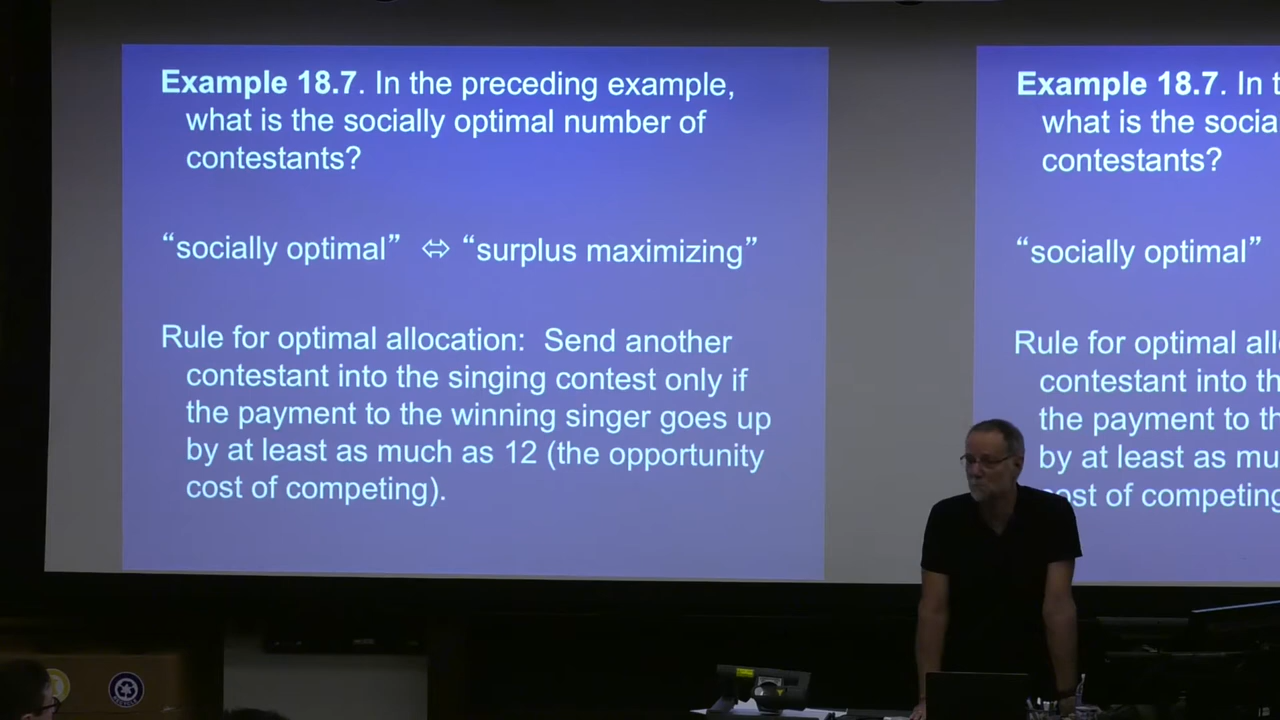 Example 18.7. In the preceding example,
what is the socially optimal number of
contestants?
“socially optimal” ⇔ “surplus maximizing”
Rule for optimal allocation: Send another
contestant into the singing contest only if
the payment to the winning singer goes up
by at least as much as 12 (the opportunity
cost of competing).
Example 18.7. In t
what is the socia
contestants?
“socially optimal”
Rule for optimal all
contestant into th
the payment to th
by at least as mu
ost of competing